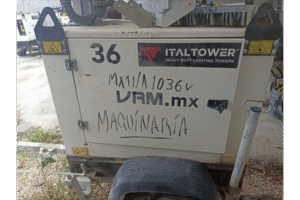 36
ITALTOWER
HEAVY DUTY LIGHTING TOWERS
MX11/A1036V
VRM.mx
MAQUINARIA